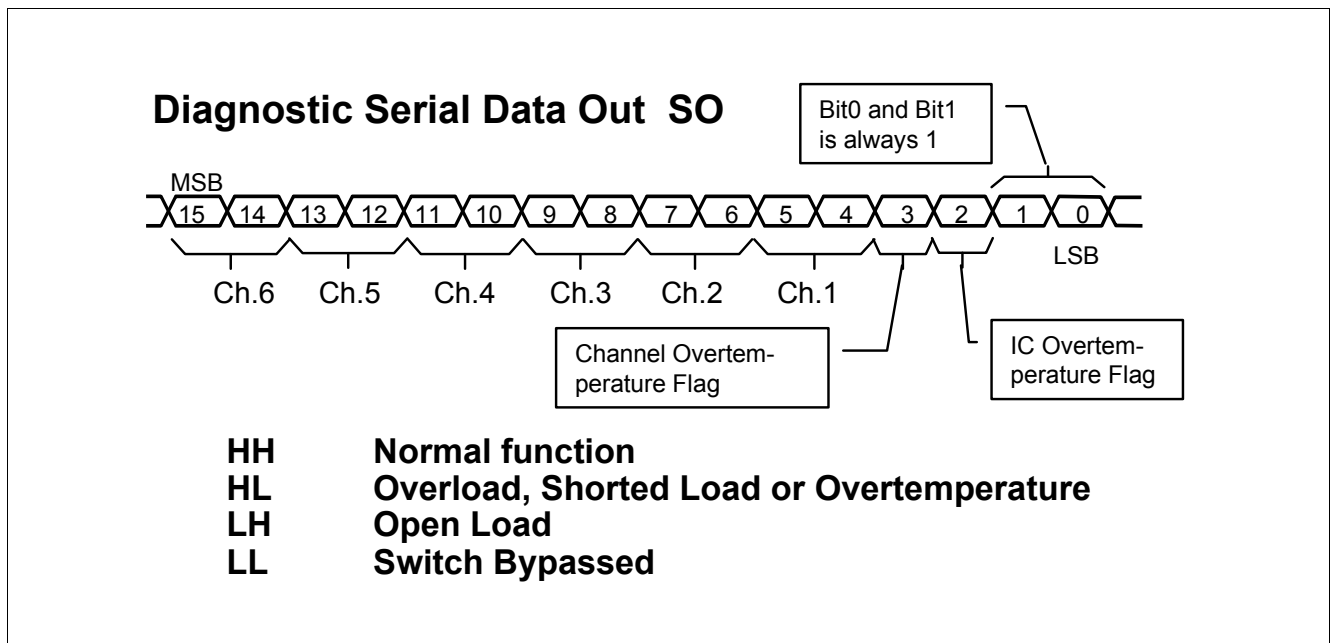 Diagnostic Serial Data Out SO
Bit0 and Bit1
is always 1
MSB
15 14 13 12 11 10 9 8 7 6 5 4 3 2 1 0
LSB
Ch.6 Ch.5 Ch.4 Ch.3 Ch.2 Ch.1
Channel Overtem-
perature Flag
IC Overtem-
perature Flag
HH Normal function
HL Overload, Shorted Load or Overtemperature
LH Open Load
LL Switch Bypassed